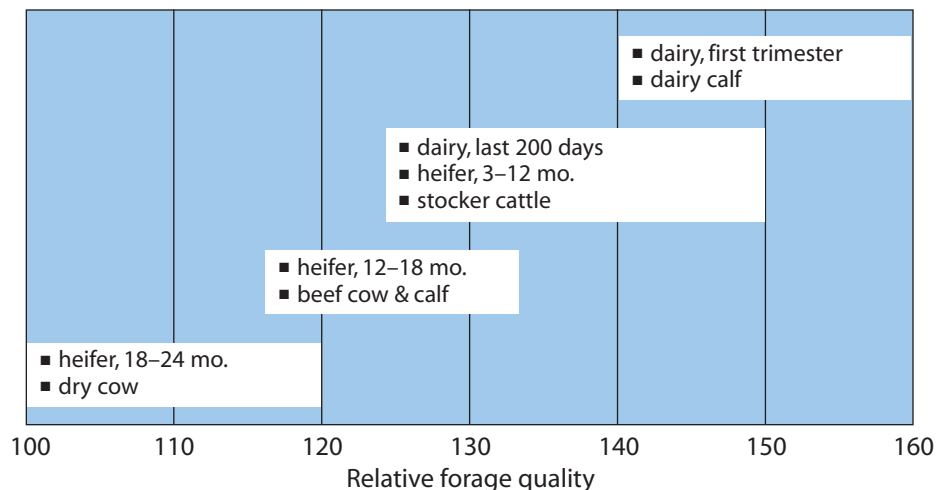 ■ dairy, first trimester
■ dairy calf
■ dairy, last 200 days
■ heifer, 3–12 mo.
■ stocker cattle
■ heifer, 12–18 mo.
■ beef cow & calf
■ heifer, 18–24 mo.
■ dry cow
100 110 120 130 140 150 160
Relative forage quality